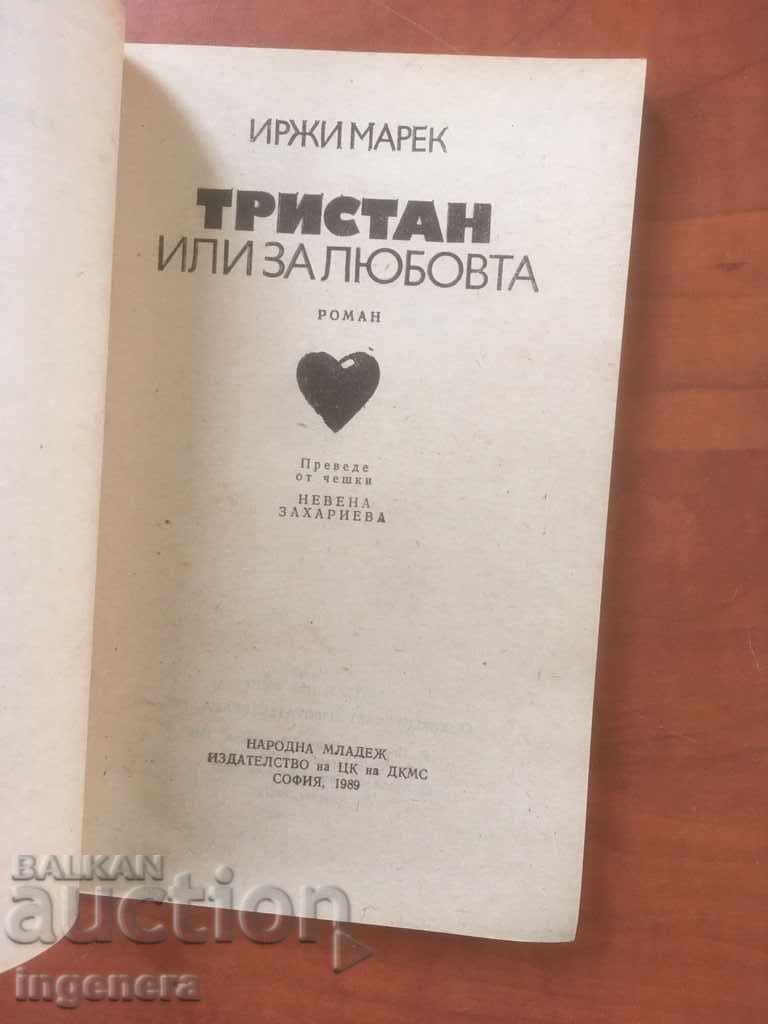 ИРЖИ МАРЕК
ТРИСТАН
ИЛИ ЗА ЛЮБОВТА
РОМАН
Преведе
от чешки
НЕВЕНА
ЗАХАРИЕВА
НАРОДНА МЛАДЕЖ
ИЗДАТЕЛСТВО на ЦК на ДКМС
СОФИЯ, 1989
BALKAN
auction
ingenera